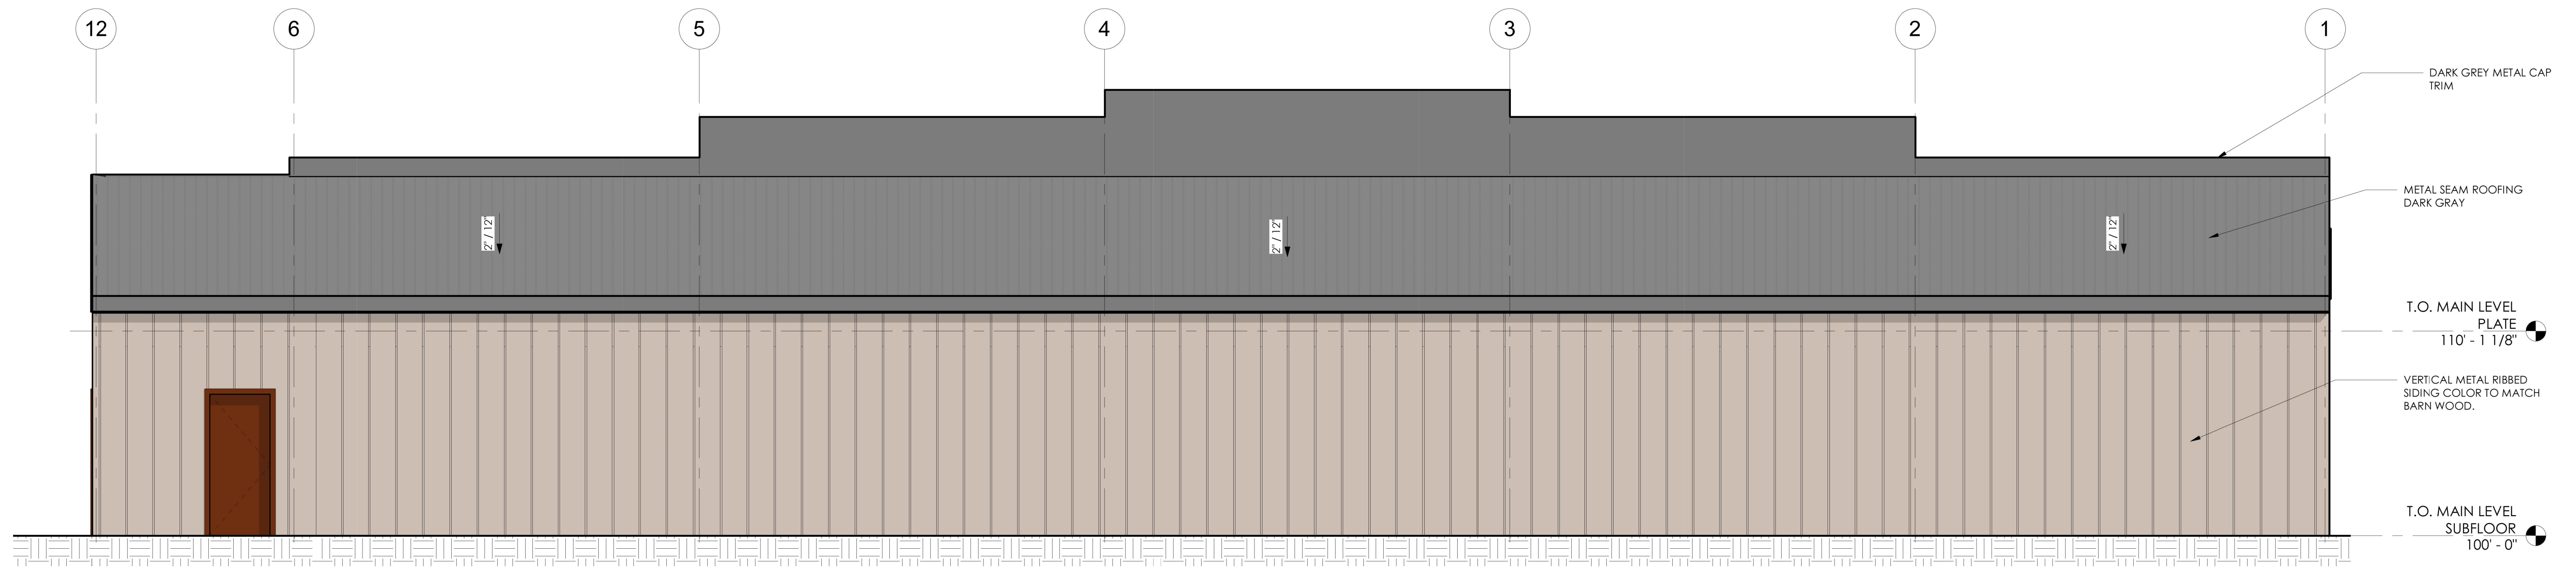 12 6 5 4 3 2 1
DARK GREY METAL CAP
TRIM
METAL SEAM ROOFING
DARK GRAY
2" / 12"
2" / 12"
2" / 12"
T.O. MAIN LEVEL
PLATE
110' - 1 1/8"
VERTICAL METAL RIBBED
SIDING COLOR TO MATCH
BARN WOOD.
T.O. MAIN LEVEL
SUBFLOOR
100' - 0"